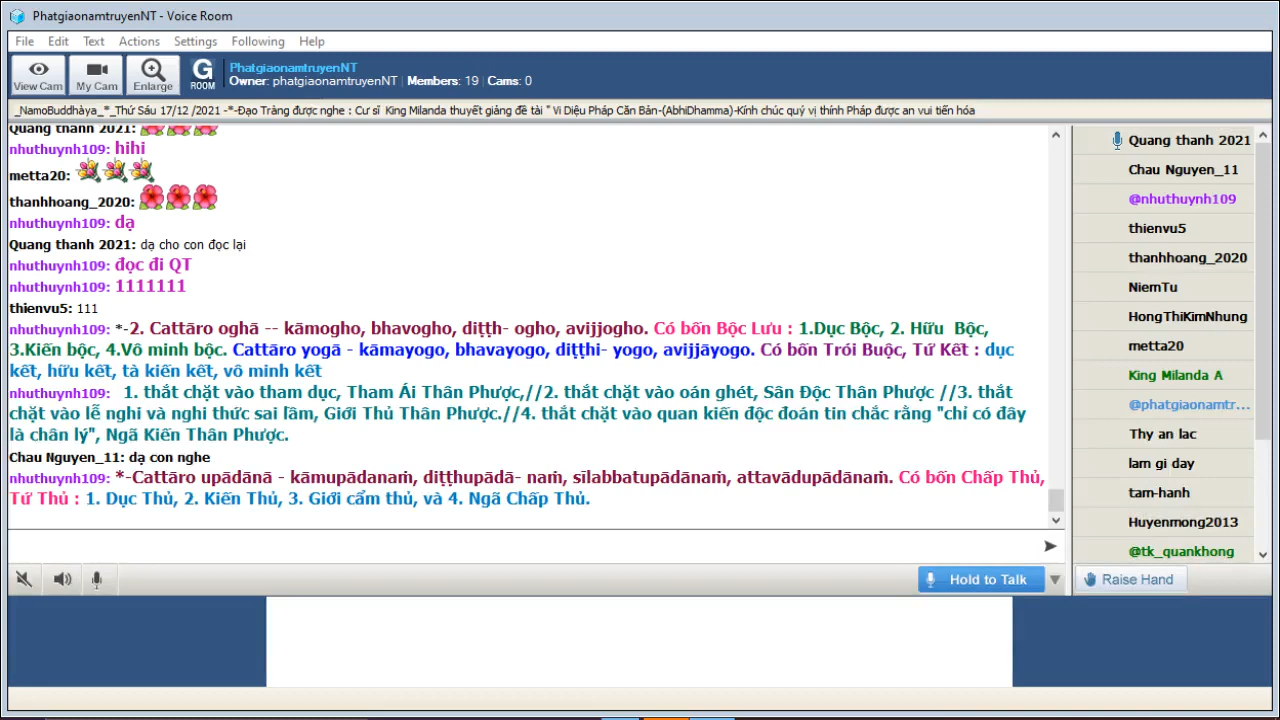 PhatgiaonamtruyenNT - Voice Room
File Edit Text Actions Settings Following Help
View Cam My Cam Enlarge G ROOM
PhatgiaonamtruyenNT
Owner: phatgiaonamtruyenNT | Members: 19 | Cams: 0
_NamoBuddhàya_*_Thứ Sáu 17/12 /2021 -*-Đạo Tràng được nghe : Cư sĩ King Milanda thuyết giảng đề tài " Vi Diệu Pháp Căn Bản-(AbhiDhamma)-Kính chúc quý vị thính Pháp được an vui tiến hóa
Quang thanh 2021:
nhuthuynh109: hihi
metta20:
thanhhoang_2020:
nhuthuynh109: dạ
Quang thanh 2021: dạ cho con đọc lại
nhuthuynh109: đọc đi QT
nhuthuynh109: 1111111
thienvu5: 111
nhuthuynh109: *-2. Cattāro oghā -- kāmogho, bhavogho, diṭṭh- ogho, avijjogho. Có bốn Bộc Lưu : 1.Dục Bộc, 2. Hữu Bộc,
3.Kiến bộc, 4.Vô minh bộc. Cattāro yogā - kāmayogo, bhavayogo, diṭṭhi- yogo, avijjāyogo. Có bốn Trói Buộc, Tứ Kết : dục
kết, hữu kết, tà kiến kết, vô minh kết
nhuthuynh109: 1. thắt chặt vào tham dục, Tham Ái Thân Phược,//2. thắt chặt vào oán ghét, Sân Độc Thân Phược //3. thắt
chặt vào lễ nghi và nghi thức sai lầm, Giới Thủ Thân Phược.//4. thắt chặt vào quan kiến độc đoán tin chắc rằng "chỉ có đây
là chân lý", Ngã Kiến Thân Phược.
Chau Nguyen_11: dạ con nghe
nhuthuynh109: *-Cattāro upādānā - kāmupādanaṁ, diṭṭhupādā- naṁ, sīlabbatupādānaṁ, attavādupādānaṁ. Có bốn Chấp Thủ,
Tứ Thủ : 1. Dục Thủ, 2. Kiến Thủ, 3. Giới cấm thủ, và 4. Ngã Chấp Thủ.
Hold to Talk
Quang thanh 2021
Chau Nguyen_11
@nhuthuynh109
thienvu5
thanhhoang_2020
NiemTu
HongThiKimNhung
metta20
King Milanda A
@phatgiaonamtr...
Thy an lac
lam gi day
tam-hanh
Huyenmong2013
@tk_quankhong
Raise Hand